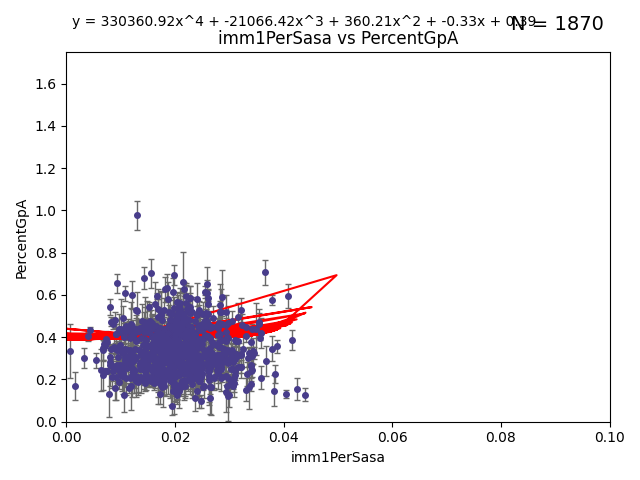 y = 330360.92x^4 + -21066.42x^3 + 360.21x^2 + -0.33x + 0.39
N = 1870
imm1PerSasa vs PercentGpA
PercentGpA
1.6
1.4
1.2
1.0
0.8
0.6
0.4
0.2
0.0
0.00 0.02 0.04 0.06 0.08 0.10
imm1PerSasa